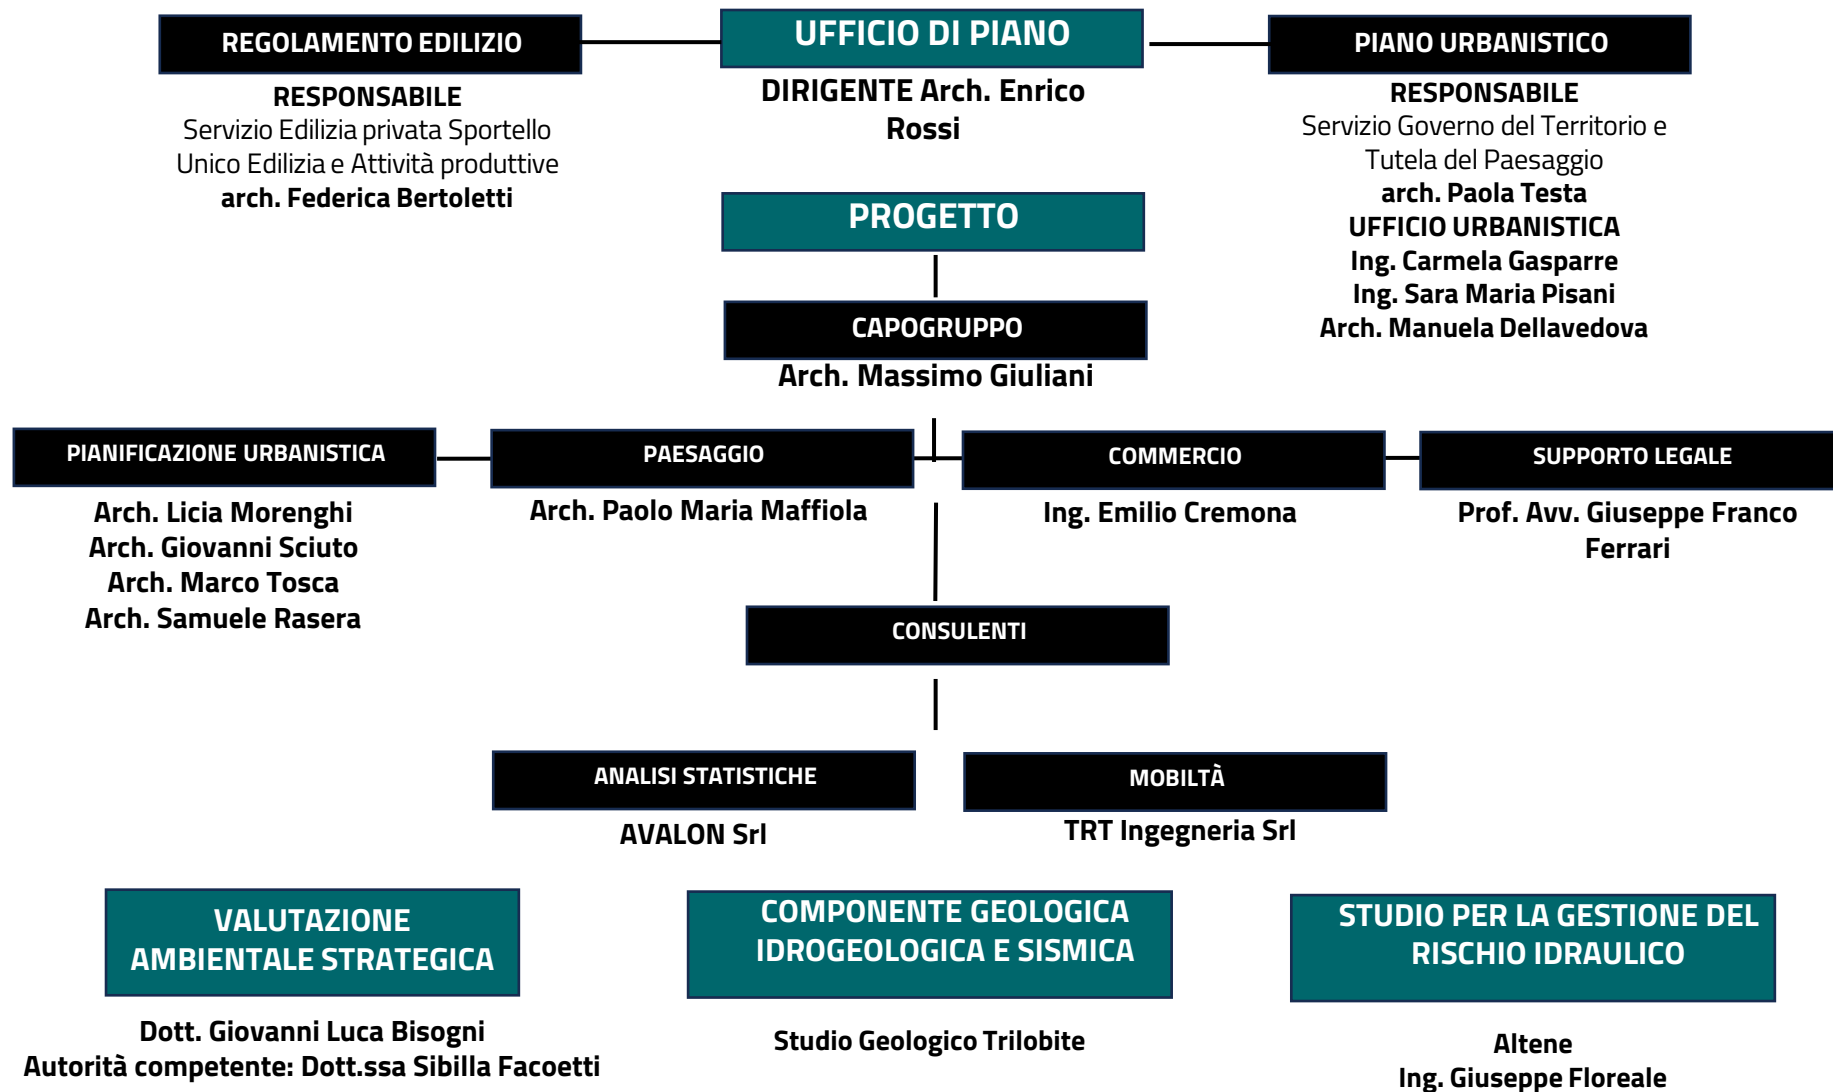 REGOLAMENTO EDILIZIO
RESPONSABILE
Servizio Edilizia privata Sportello
Unico Edilizia e Attività produttive
arch. Federica Bertoletti
UFFICIO DI PIANO
DIRIGENTE Arch. Enrico
Rossi
PIANO URBANISTICO
RESPONSABILE
Servizio Governo del Territorio e
Tutela del Paesaggio
arch. Paola Testa
UFFICIO URBANISTICA
Ing. Carmela Gasparre
Ing. Sara Maria Pisani
Arch. Manuela Dellavedova
PROGETTO
CAPOGRUPPO
Arch. Massimo Giuliani
PIANIFICAZIONE URBANISTICA
Arch. Licia Morenghi
Arch. Giovanni Sciuto
Arch. Marco Tosca
Arch. Samuele Rasera
PAESAGGIO
Arch. Paolo Maria Maffiola
COMMERCIO
Ing. Emilio Cremona
SUPPORTO LEGALE
Prof. Avv. Giuseppe Franco
Ferrari
CONSULENTI
ANALISI STATISTICHE
AVALON Srl
MOBILTÀ
TRT Ingegneria Srl
VALUTAZIONE
AMBIENTALE STRATEGICA
Dott. Giovanni Luca Bisogni
Autorità competente: Dott.ssa Sibilla Facoetti
COMPONENTE GEOLOGICA
IDROGEOLOGICA E SISMICA
Studio Geologico Trilobite
STUDIO PER LA GESTIONE DEL
RISCHIO IDRAULICO
Altene
Ing. Giuseppe Floreale